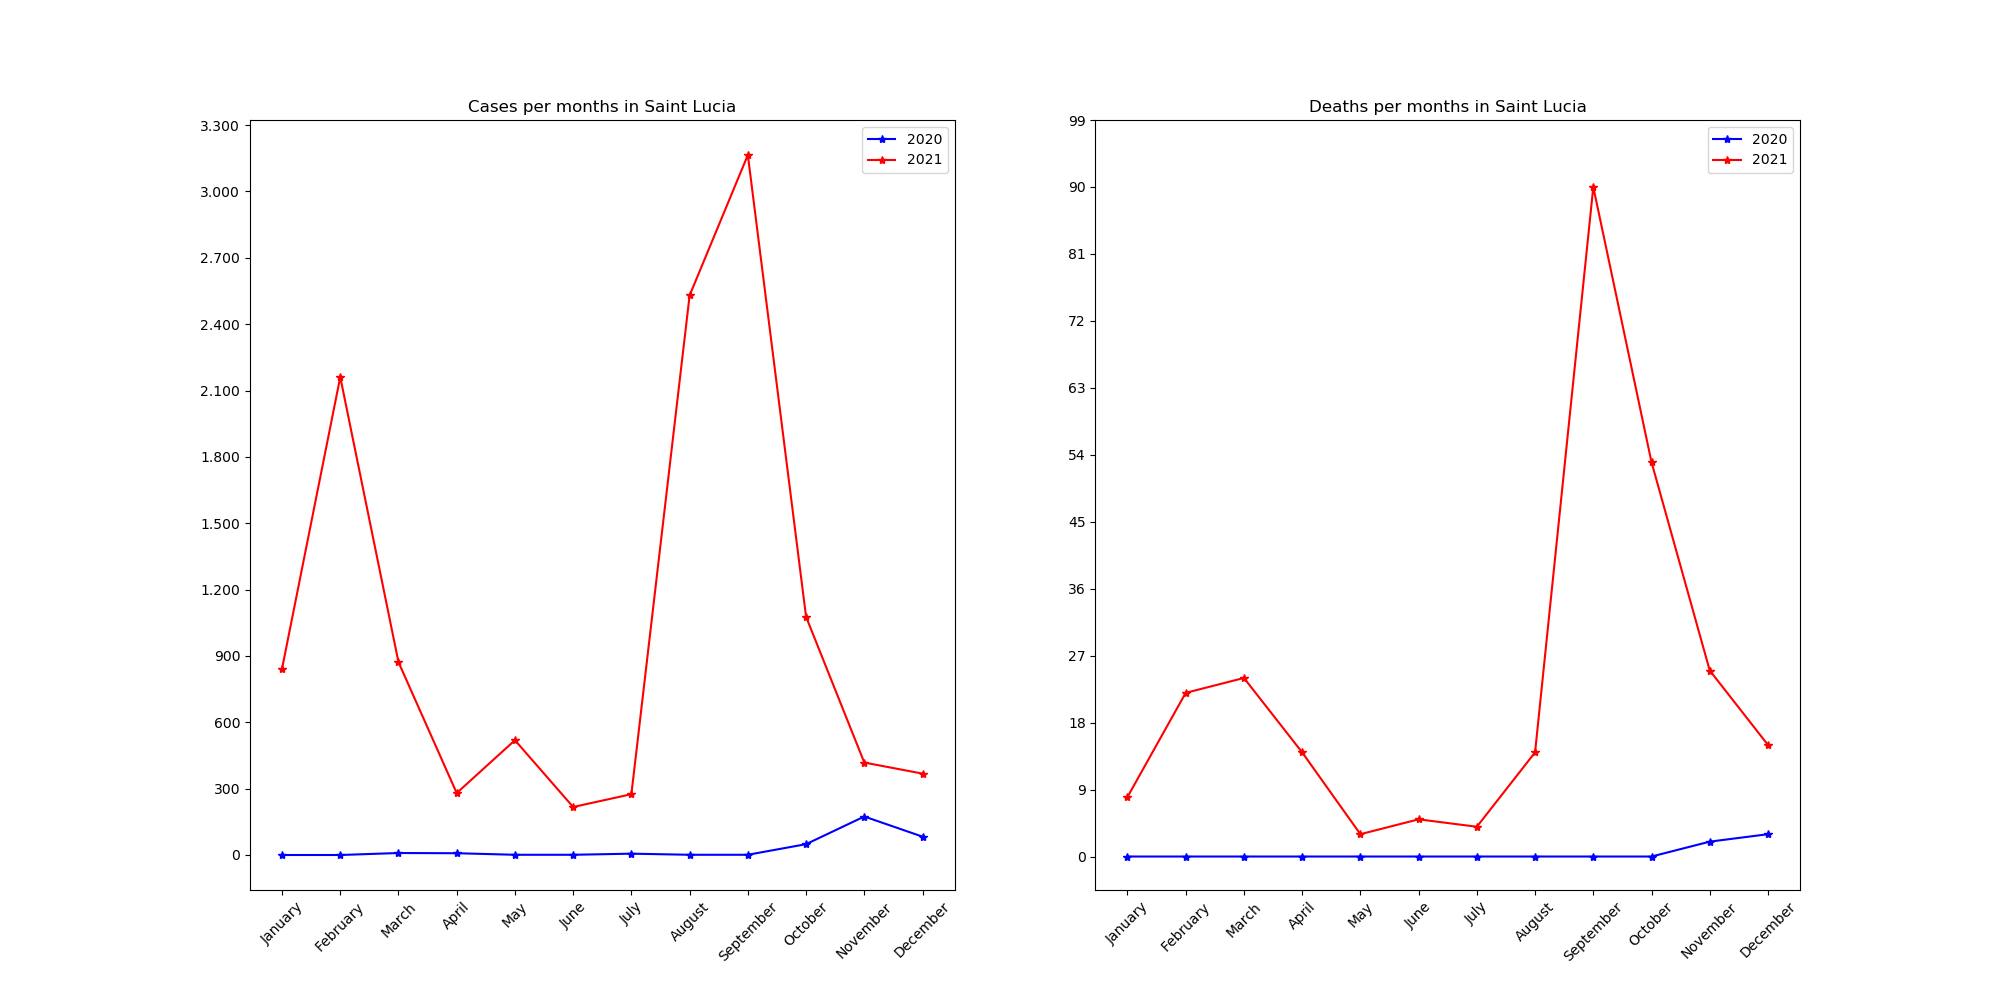 Cases per months in Saint Lucia
3.300
3.000
2.700
2.400
2.100
1.800
1.500
1.200
900
600
300
0
2020
2021
January
February
March
April
May
June
July
August
September
October
November
December
Deaths per months in Saint Lucia
99
90
81
72
63
54
45
36
27
18
9
0
2020
2021
January
February
March
April
May
June
July
August
September
October
November
December